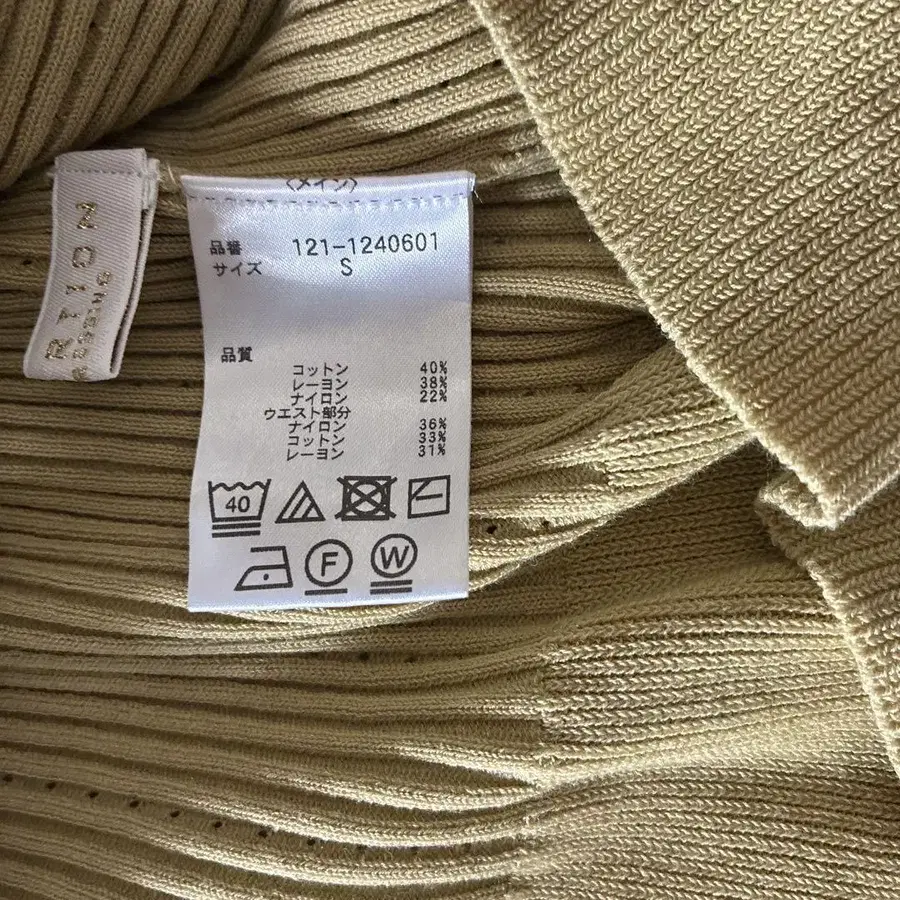 〈メイン〉
品番 121-1240601
サイズ S
品質
コットン 40%
レーヨン 38%
ナイロン 22%
ウエスト部分
ナイロン 36%
コットン 33%
レーヨン 31%
40
F W
RTION